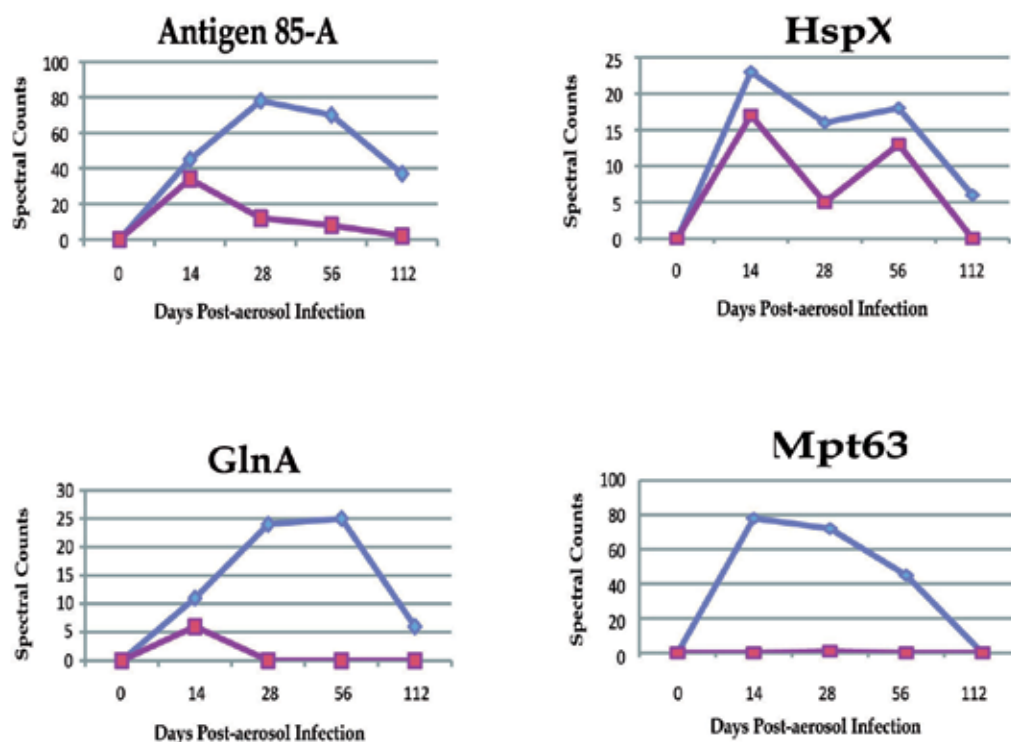 Antigen 85-A
100
80
60
40
20
0
Spectral Counts
0 14 28 56 112
Days Post-aerosol Infection
HspX
25
20
15
10
5
0
Spectral Counts
0 14 28 56 112
Days Post-aerosol Infection
GlnA
30
25
20
15
10
5
0
Spectral Counts
0 14 28 56 112
Days Post-aerosol Infection
Mpt63
100
80
60
40
20
0
Spectral Counts
0 14 28 56 112
Days Post-aerosol Infection